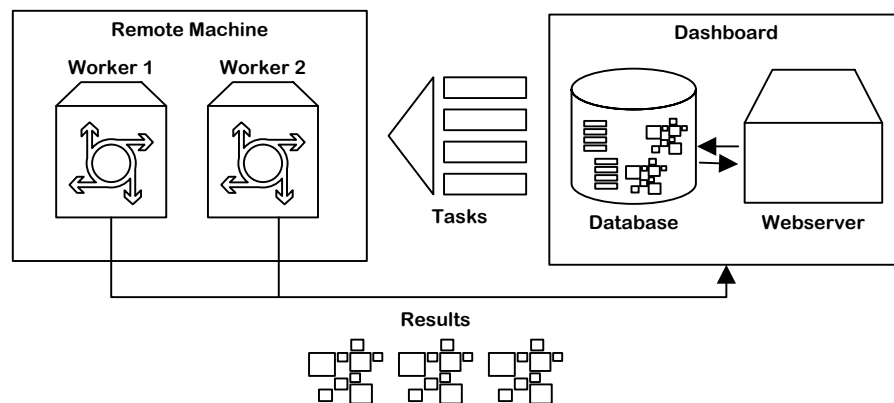 Remote Machine
Dashboard
Worker 1
Worker 2
Tasks
Database
Webserver
Results